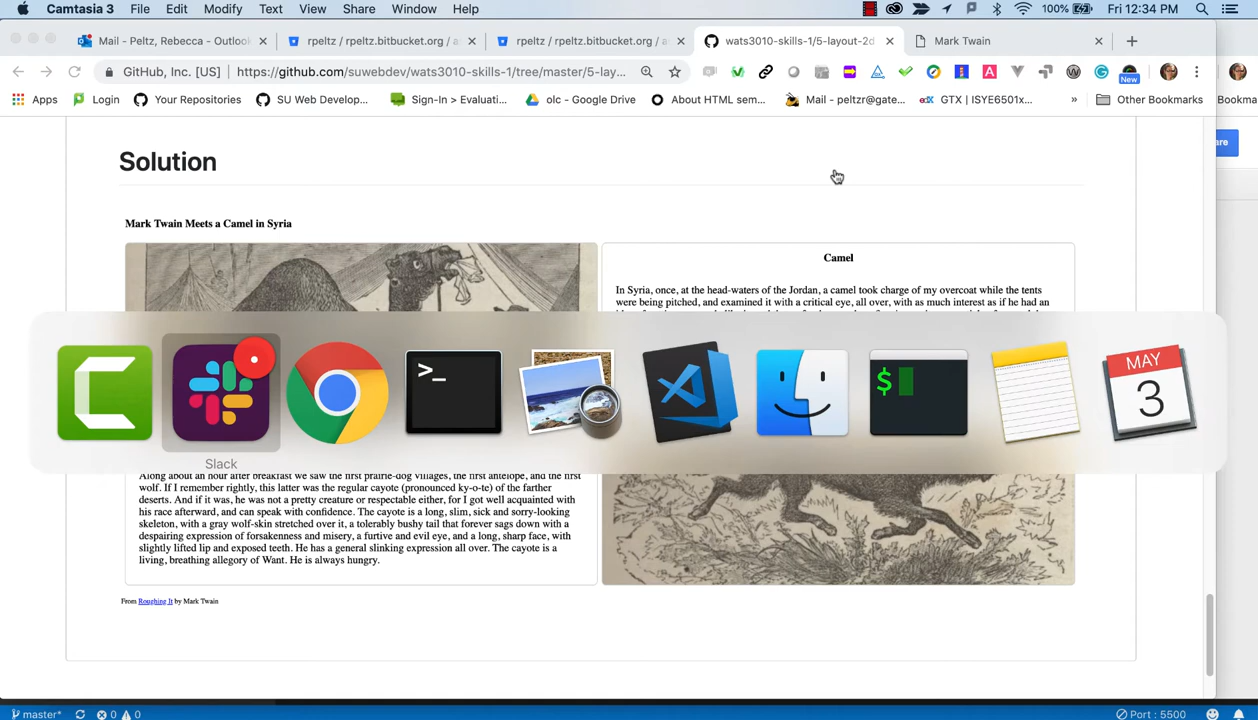 Camtasia 3 File Edit Modify Text View Share Window Help 100% Fri 12:34 PM
Mail - Peltz, Rebecca - Outlook
rpeltz / rpeltz.bitbucket.org /
rpeltz / rpeltz.bitbucket.org /
wats3010-skills-1/5-layout-2d
Mark Twain
GitHub, Inc. [US] https://github.com/suwebdev/wats3010-skills-1/tree/master/5-lay...
New
Apps Login Your Repositories SU Web Develop... Sign-In > Evaluati... olc - Google Drive About HTML sem... Mail - peltzr@gate... GTX | ISYE6501x... » Other Bookmarks Bookma
are
Solution
Mark Twain Meets a Camel in Syria
Camel
In Syria, once, at the head-waters of the Jordan, a camel took charge of my overcoat while the tents
were being pitched, and examined it with a critical eye, all over, with as much interest as if he had an
>_
$
MAY
3
Slack
Along about an hour after breakfast we saw the first prairie-dog villages, the first antelope, and the first
wolf. If I remember rightly, this latter was the regular cayote (pronounced ky-o-te) of the farther
deserts. And if it was, he was not a pretty creature or respectable either, for I got well acquainted with
his race afterward, and can speak with confidence. The cayote is a long, slim, sick and sorry-looking
skeleton, with a gray wolf-skin stretched over it, a tolerably bushy tail that forever sags down with a
despairing expression of forsakenness and misery, a furtive and evil eye, and a long, sharp face, with
slightly lifted lip and exposed teeth. He has a general slinking expression all over. The cayote is a
living, breathing allegory of Want. He is always hungry.
From Roughing It by Mark Twain
master* 0 0 Port : 5500